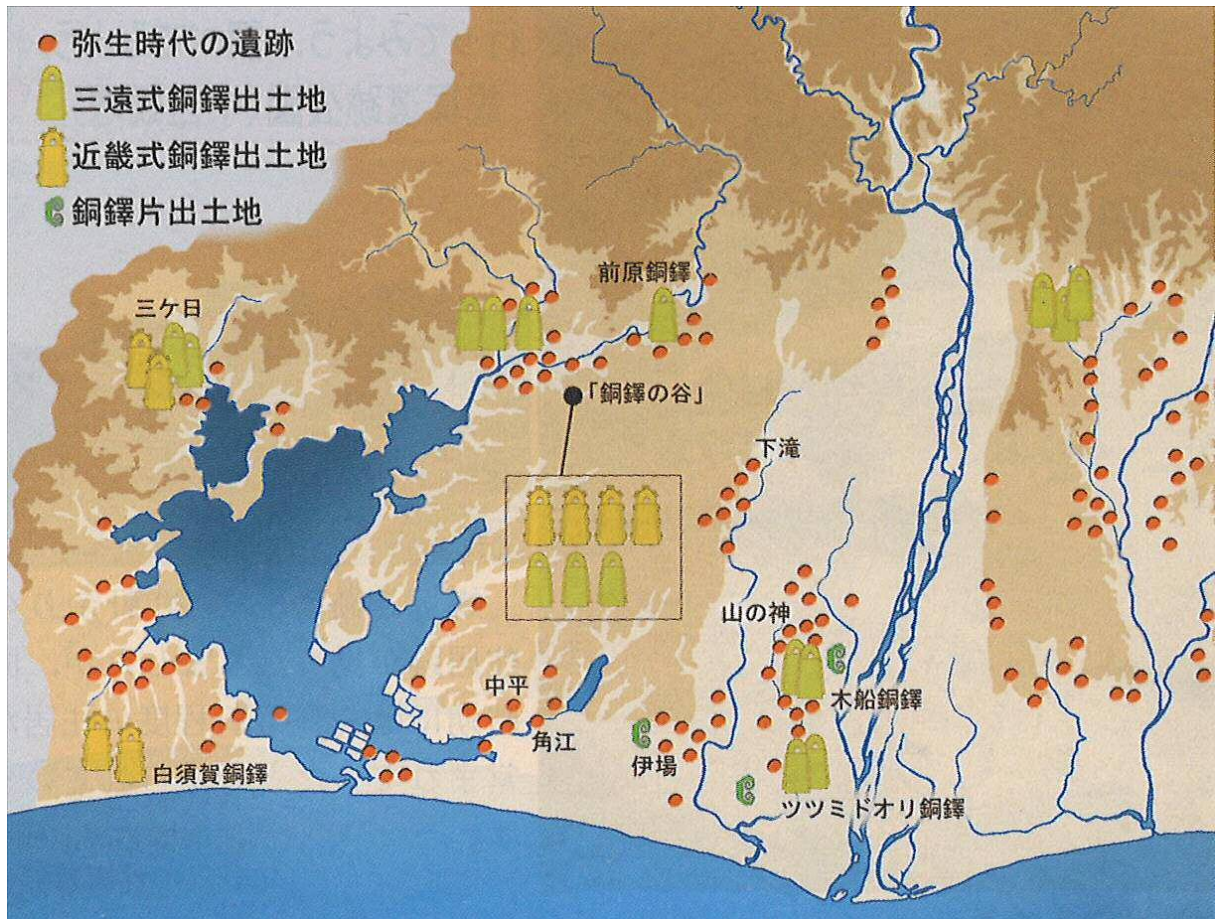 弥生時代の遺跡
三遠式銅鐸出土地
近畿式銅鐸出土地
銅鐸片出土地
前原銅鐸
三ケ日
「銅鐸の谷」
下滝
山の神
中平
木船銅鐸
角江
伊場
白須賀銅鐸
ツツミドオリ銅鐸